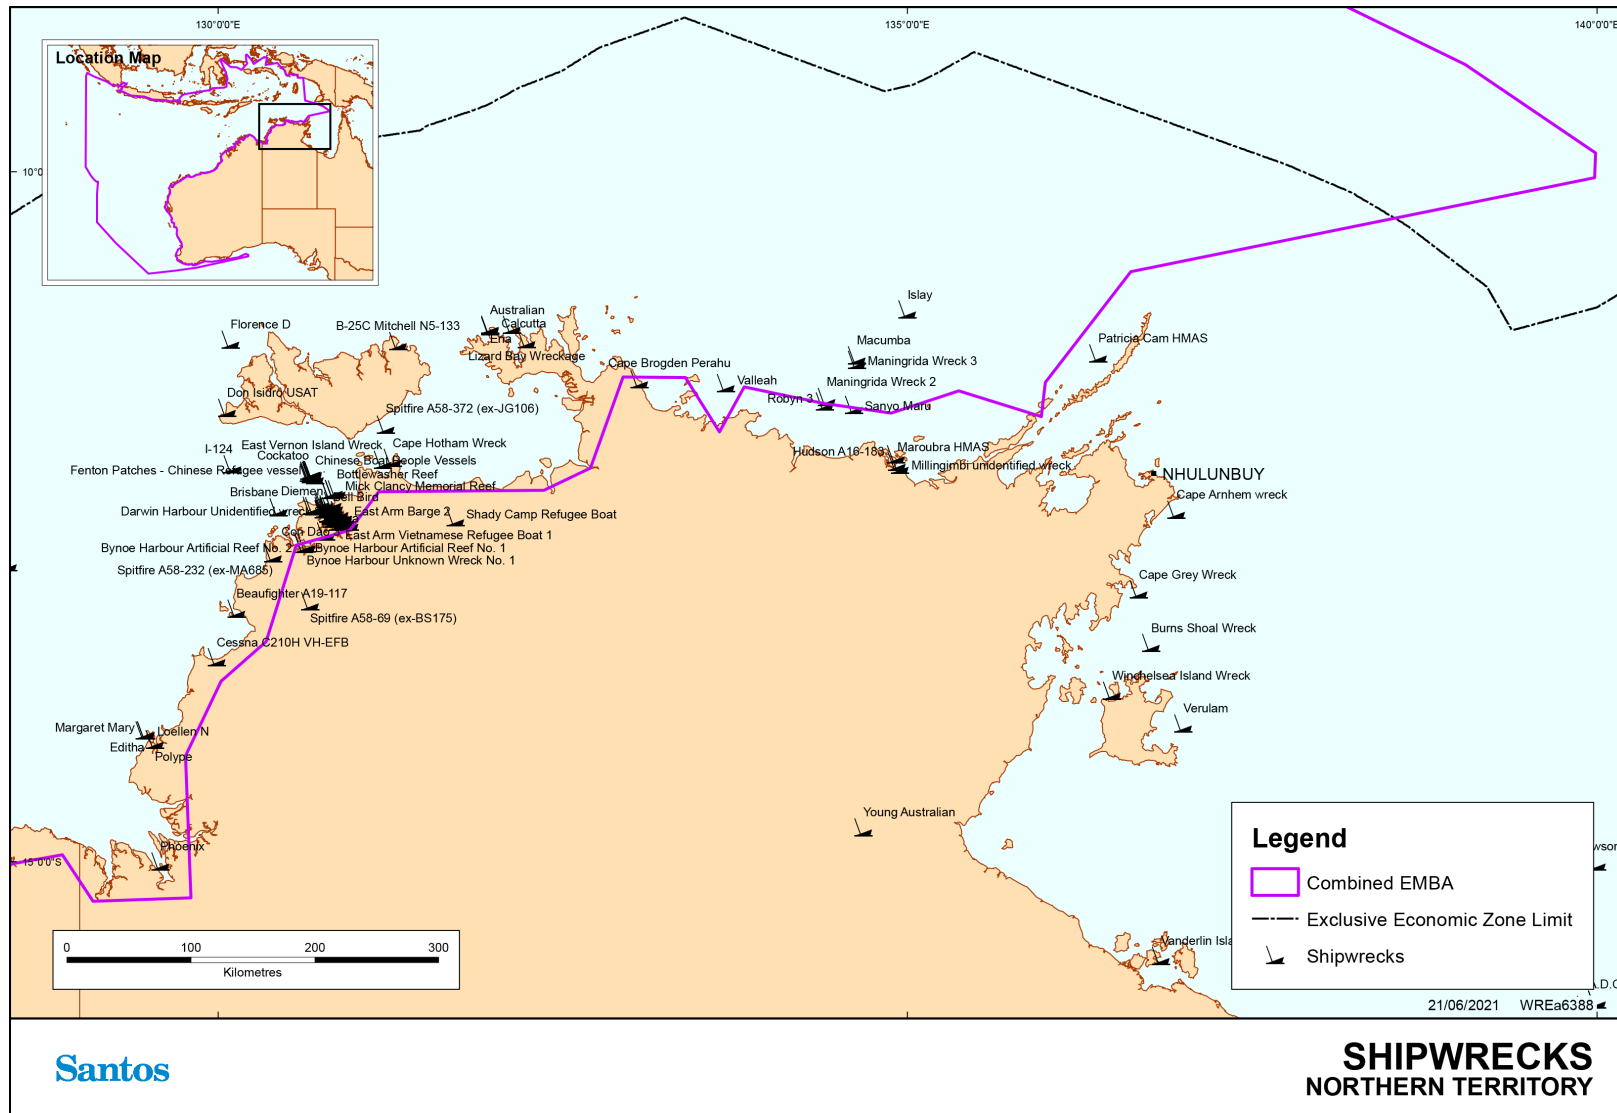 130°0'0"E
135°0'0"E
140°0'0"E
Location Map
10°0
Islay
Australian
Calcutta
Florence D
B-25C Mitchell N5-133
Ena
Macumba
Patricia Cam HMAS
Lizard Bay Wreckage
Maningrida Wreck 3
Cape Brogden Perahu
Maningrida Wreck 2
Valleah
Don Isidro USAT
Robyn 3
Sanyo Maru
Spitfire A58-372 (ex-JG106)
East Vernon Island Wreck
Cape Hotham Wreck
I-124
Cockatoo
Maroubra HMAS
Hudson A16-183
Chinese Boat People Vessels
Millingimbi unidentified wreck
Fenton Patches - Chinese Refugee vessel
Bottlewasher Reef
NHULUNBUY
Mick Clancy Memorial Reef
Brisbane
Diemen
Bell Bird
Cape Arnhem wreck
Darwin Harbour Unidentified wreck
East Arm Barge 2
Shady Camp Refugee Boat
Con Dao 3
East Arm Vietnamese Refugee Boat 1
Bynoe Harbour Artificial Reef No. 2
Bynoe Harbour Artificial Reef No. 1
Bynoe Harbour Unknown Wreck No. 1
Spitfire A58-232 (ex-MA685)
Cape Grey Wreck
Beaufighter A19-117
Spitfire A58-69 (ex-BS175)
Burns Shoal Wreck
Cessna C210H VH-EFB
Winchelsea Island Wreck
Verulam
Margaret Mary
Loellen N
Editha
Polype
Young Australian
Phoenix
15°0'0"S
Legend
Combined EMBA
Exclusive Economic Zone Limit
Shipwrecks
Vanderlin Isla
0 100 200 300
Kilometres
21/06/2021 WREa6388
Santos
SHIPWRECKS
NORTHERN TERRITORY